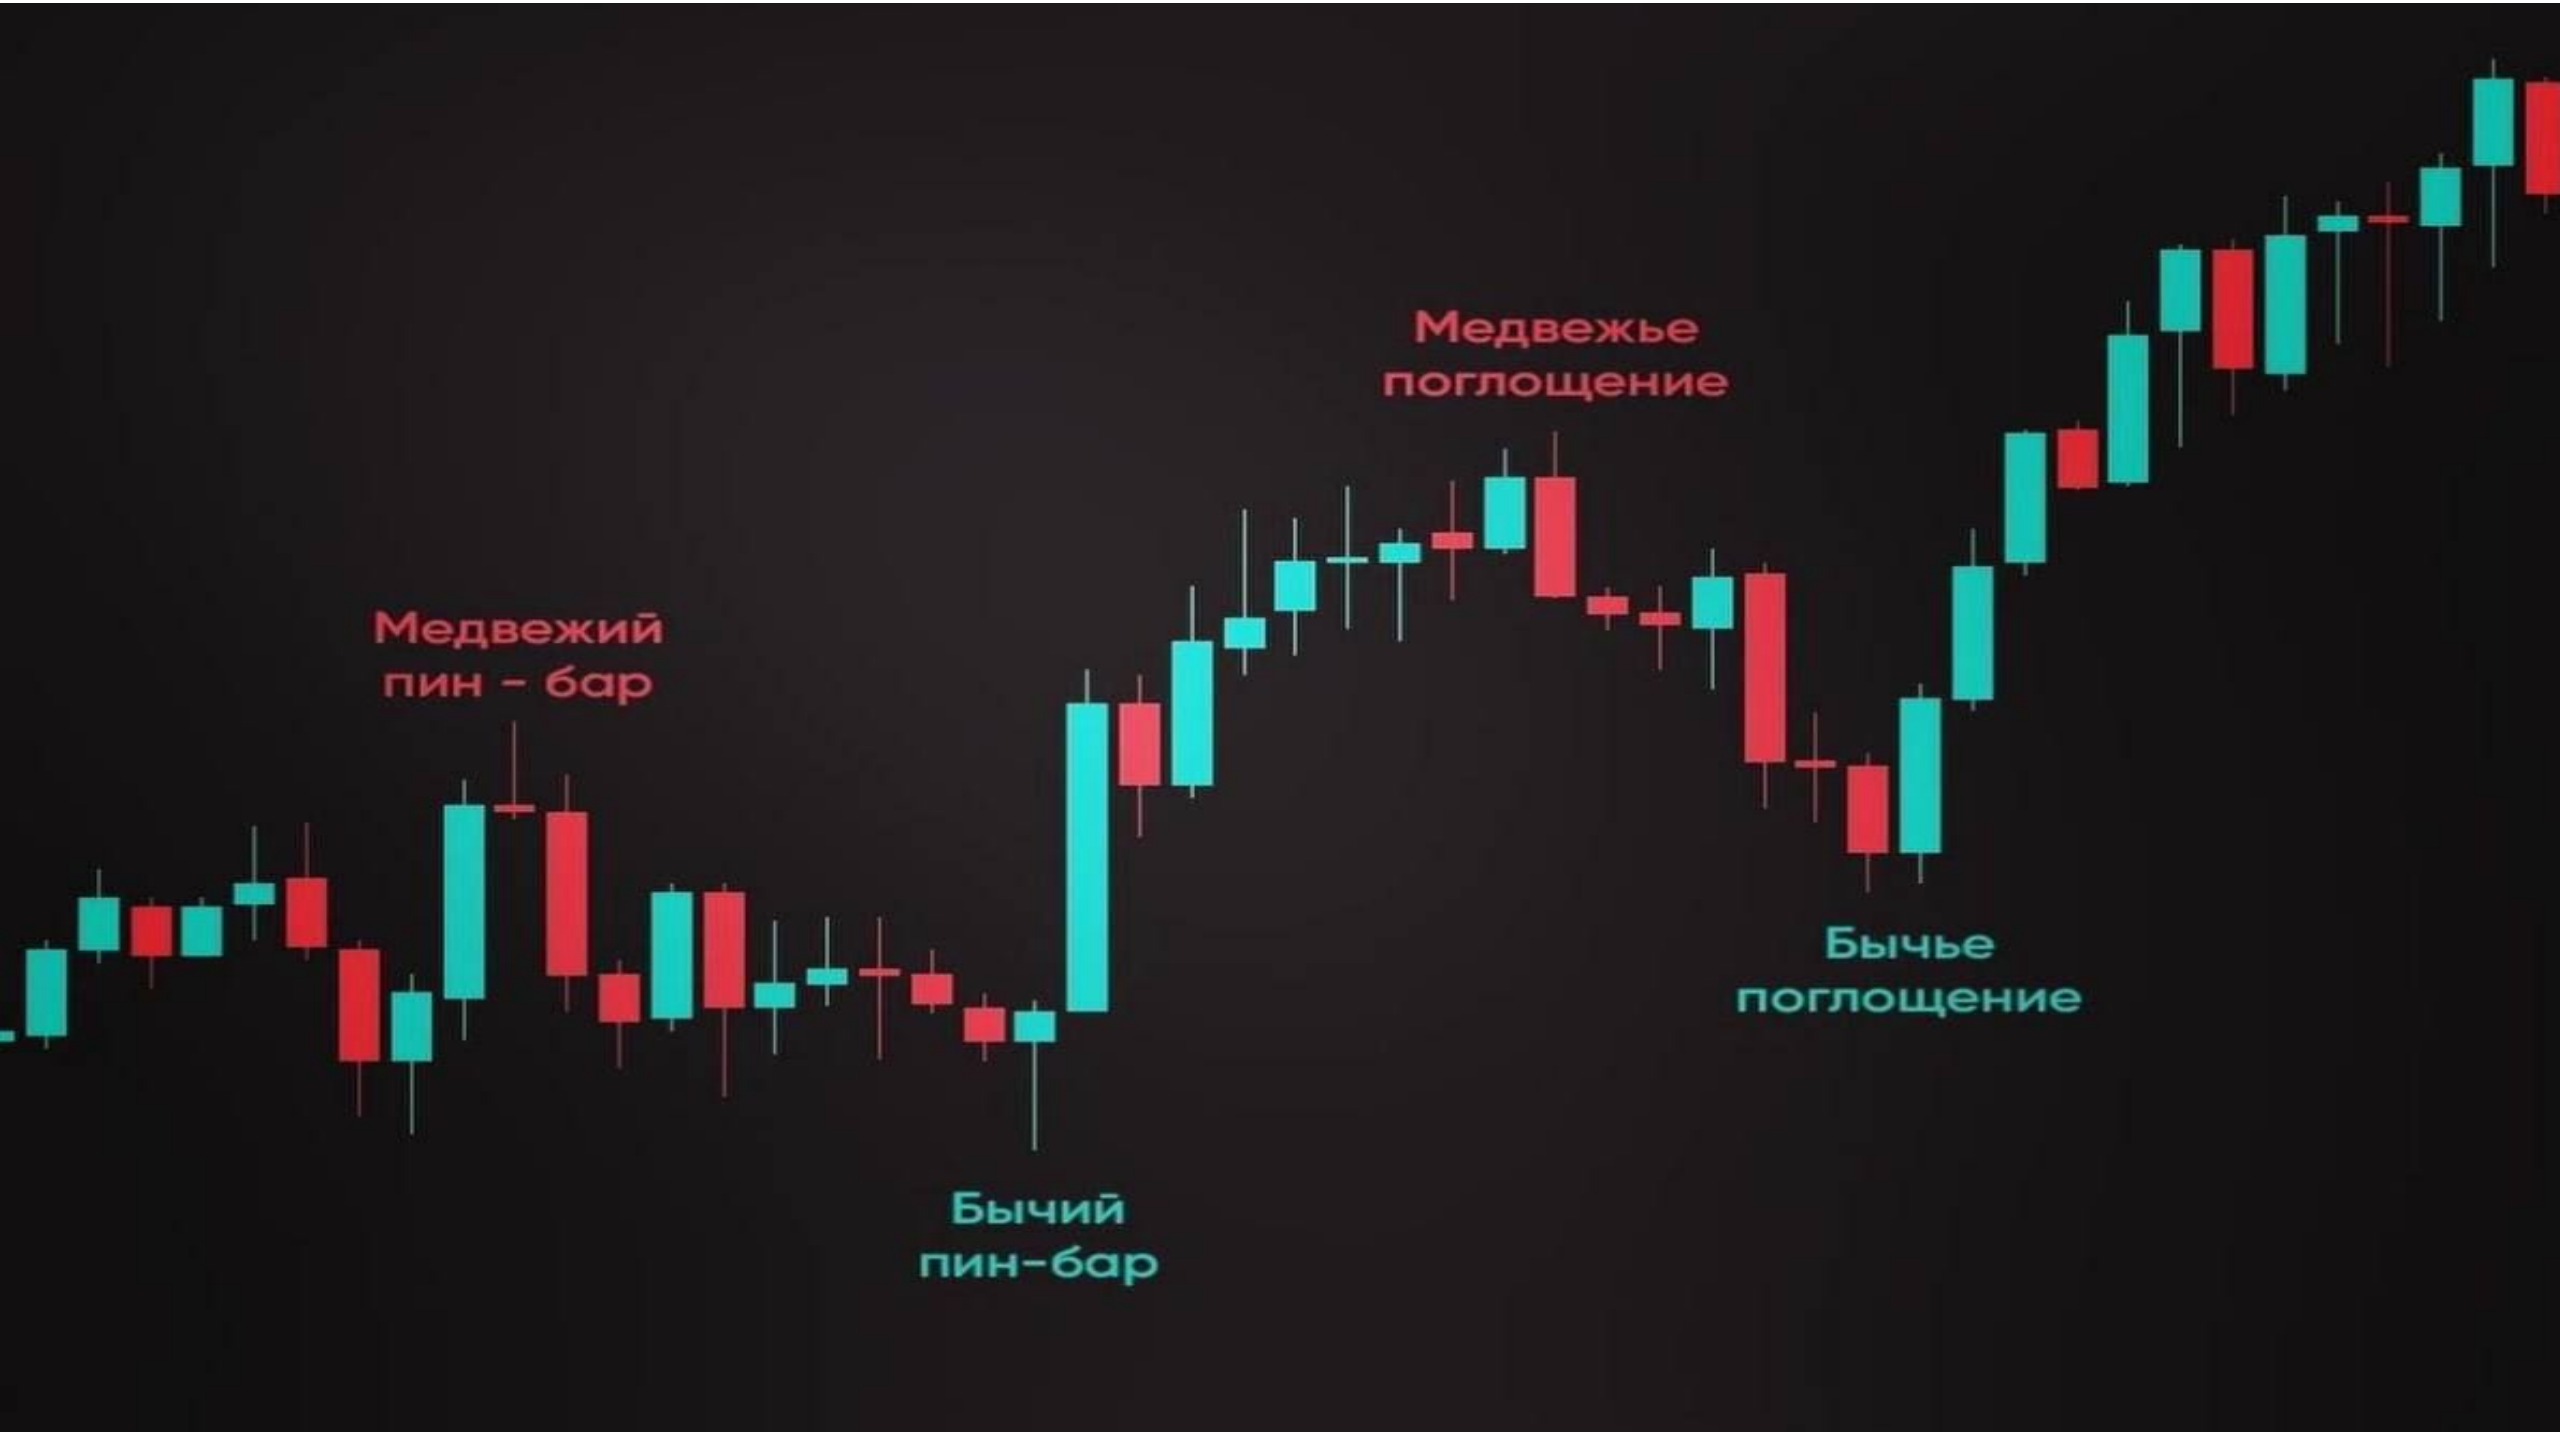 Медвежье
поглощение
Медвежий
пин - бар
Бычье
поглощение
Бычий
пин-бар